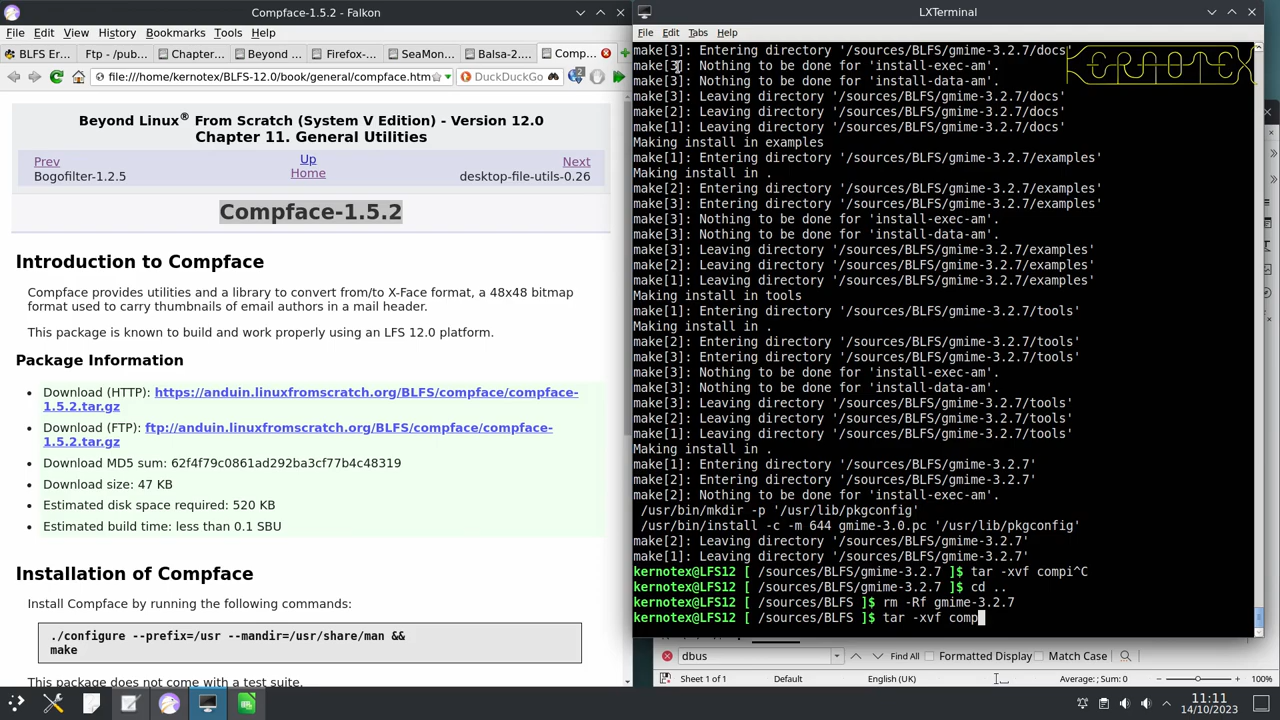 Compface-1.5.2 - Falkon
File Edit View History Bookmarks Tools Help
BLFS Er... Ftp - /pub... Chapter... Beyond ... Firefox-... SeaMon... Balsa-2.... Comp...
file:///home/kernotex/BLFS-12.0/book/general/compface.htm DuckDuckGo
2
Beyond Linux® From Scratch (System V Edition) - Version 12.0
Chapter 11. General Utilities
Prev Up Next
Bogofilter-1.2.5 Home desktop-file-utils-0.26
Compface-1.5.2
Introduction to Compface
Compface provides utilities and a library to convert from/to X-Face format, a 48x48 bitmap
format used to carry thumbnails of email authors in a mail header.
This package is known to build and work properly using an LFS 12.0 platform.
Package Information
Download (HTTP): https://anduin.linuxfromscratch.org/BLFS/compface/compface-
1.5.2.tar.gz
Download (FTP): ftp://anduin.linuxfromscratch.org/BLFS/compface/compface-
1.5.2.tar.gz
Download MD5 sum: 62f4f79c0861ad292ba3cf77b4c48319
Download size: 47 KB
Estimated disk space required: 520 KB
Estimated build time: less than 0.1 SBU
Installation of Compface
Install Compface by running the following commands:
./configure --prefix=/usr --mandir=/usr/share/man &&
make
This package does not come with a test suite.
LXTerminal
File Edit Tabs Help
KERNOTEX
make[3]: Entering directory '/sources/BLFS/gmime-3.2.7/docs'
make[3]: Nothing to be done for 'install-exec-am'.
make[3]: Nothing to be done for 'install-data-am'.
make[3]: Leaving directory '/sources/BLFS/gmime-3.2.7/docs'
make[2]: Leaving directory '/sources/BLFS/gmime-3.2.7/docs'
make[1]: Leaving directory '/sources/BLFS/gmime-3.2.7/docs'
Making install in examples
make[1]: Entering directory '/sources/BLFS/gmime-3.2.7/examples'
Making install in .
make[2]: Entering directory '/sources/BLFS/gmime-3.2.7/examples'
make[3]: Entering directory '/sources/BLFS/gmime-3.2.7/examples'
make[3]: Nothing to be done for 'install-exec-am'.
make[3]: Nothing to be done for 'install-data-am'.
make[3]: Leaving directory '/sources/BLFS/gmime-3.2.7/examples'
make[2]: Leaving directory '/sources/BLFS/gmime-3.2.7/examples'
make[1]: Leaving directory '/sources/BLFS/gmime-3.2.7/examples'
Making install in tools
make[1]: Entering directory '/sources/BLFS/gmime-3.2.7/tools'
Making install in .
make[2]: Entering directory '/sources/BLFS/gmime-3.2.7/tools'
make[3]: Entering directory '/sources/BLFS/gmime-3.2.7/tools'
make[3]: Nothing to be done for 'install-exec-am'.
make[3]: Nothing to be done for 'install-data-am'.
make[3]: Leaving directory '/sources/BLFS/gmime-3.2.7/tools'
make[2]: Leaving directory '/sources/BLFS/gmime-3.2.7/tools'
make[1]: Leaving directory '/sources/BLFS/gmime-3.2.7/tools'
Making install in .
make[1]: Entering directory '/sources/BLFS/gmime-3.2.7'
make[2]: Entering directory '/sources/BLFS/gmime-3.2.7'
make[2]: Nothing to be done for 'install-exec-am'.
/usr/bin/mkdir -p '/usr/lib/pkgconfig'
/usr/bin/install -c -m 644 gmime-3.0.pc '/usr/lib/pkgconfig'
make[2]: Leaving directory '/sources/BLFS/gmime-3.2.7'
make[1]: Leaving directory '/sources/BLFS/gmime-3.2.7'
kernotex@LFS12 [ /sources/BLFS/gmime-3.2.7 ]$ tar -xvf compi^C
kernotex@LFS12 [ /sources/BLFS/gmime-3.2.7 ]$ cd ..
kernotex@LFS12 [ /sources/BLFS ]$ rm -Rf gmime-3.2.7
kernotex@LFS12 [ /sources/BLFS ]$ tar -xvf comp
dbus Find All Formatted Display Match Case
Sheet 1 of 1 Default English (UK) Average: ; Sum: 0 100%
11:11
14/10/2023